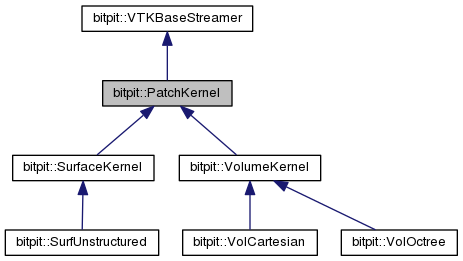 bitpit::VTKBaseStreamer
bitpit::PatchKernel
bitpit::SurfaceKernel
bitpit::VolumeKernel
bitpit::SurfUnstructured
bitpit::VolCartesian
bitpit::VolOctree